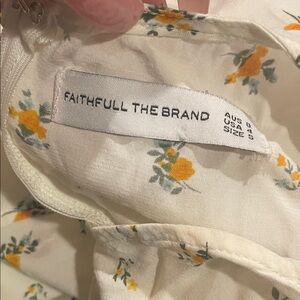 FAITHFULL THE BRAND
AUS 8
USA 4
SIZE S